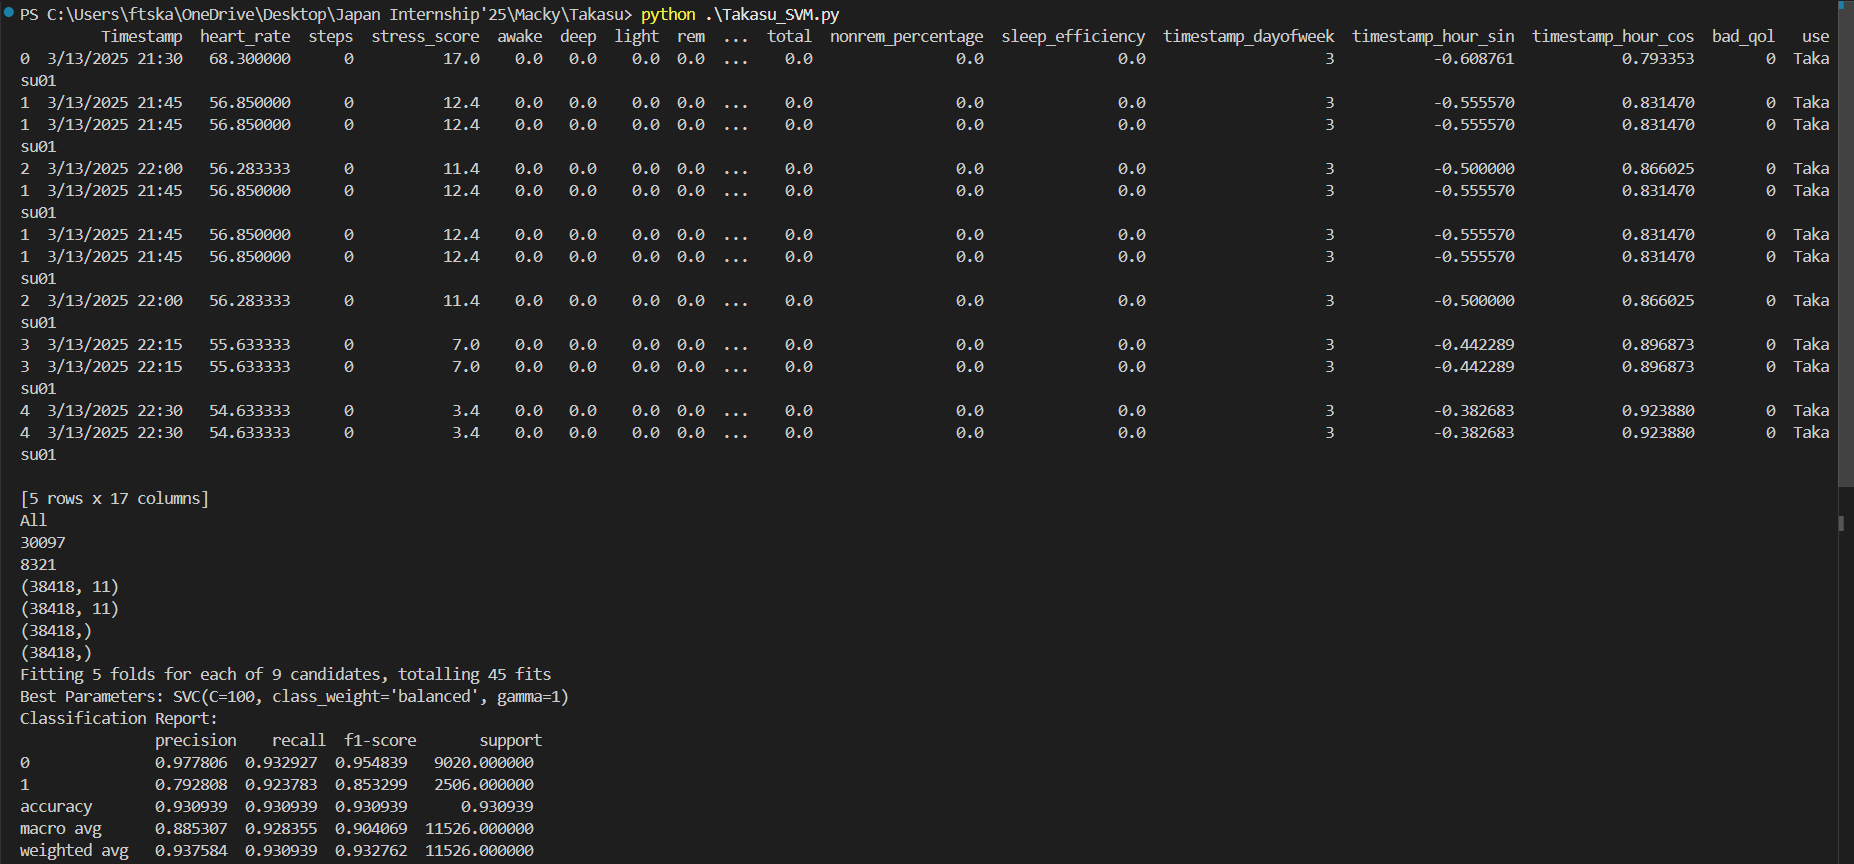 PS C:\Users\ftska\OneDrive\Desktop\Japan Internship'25\Macky\Takasu> python .\Takasu_SVM.py
Timestamp heart_rate steps stress_score awake deep light rem ... total nonrem_percentage sleep_efficiency timestamp_dayofweek timestamp_hour_sin timestamp_hour_cos bad_qol use
0 3/13/2025 21:30 68.300000 0 17.0 0.0 0.0 0.0 0.0 ... 0.0 0.0 0.0 3 -0.608761 0.793353 0 Taka
su01
1 3/13/2025 21:45 56.850000 0 12.4 0.0 0.0 0.0 0.0 ... 0.0 0.0 0.0 3 -0.555570 0.831470 0 Taka
1 3/13/2025 21:45 56.850000 0 12.4 0.0 0.0 0.0 0.0 ... 0.0 0.0 0.0 3 -0.555570 0.831470 0 Taka
su01
2 3/13/2025 22:00 56.283333 0 11.4 0.0 0.0 0.0 0.0 ... 0.0 0.0 0.0 3 -0.500000 0.866025 0 Taka
1 3/13/2025 21:45 56.850000 0 12.4 0.0 0.0 0.0 0.0 ... 0.0 0.0 0.0 3 -0.555570 0.831470 0 Taka
su01
1 3/13/2025 21:45 56.850000 0 12.4 0.0 0.0 0.0 0.0 ... 0.0 0.0 0.0 3 -0.555570 0.831470 0 Taka
1 3/13/2025 21:45 56.850000 0 12.4 0.0 0.0 0.0 0.0 ... 0.0 0.0 0.0 3 -0.555570 0.831470 0 Taka
su01
2 3/13/2025 22:00 56.283333 0 11.4 0.0 0.0 0.0 0.0 ... 0.0 0.0 0.0 3 -0.500000 0.866025 0 Taka
su01
3 3/13/2025 22:15 55.633333 0 7.0 0.0 0.0 0.0 0.0 ... 0.0 0.0 0.0 3 -0.442289 0.896873 0 Taka
3 3/13/2025 22:15 55.633333 0 7.0 0.0 0.0 0.0 0.0 ... 0.0 0.0 0.0 3 -0.442289 0.896873 0 Taka
su01
4 3/13/2025 22:30 54.633333 0 3.4 0.0 0.0 0.0 0.0 ... 0.0 0.0 0.0 3 -0.382683 0.923880 0 Taka
4 3/13/2025 22:30 54.633333 0 3.4 0.0 0.0 0.0 0.0 ... 0.0 0.0 0.0 3 -0.382683 0.923880 0 Taka
su01
[5 rows x 17 columns]
All
30097
8321
(38418, 11)
(38418, 11)
(38418,)
(38418,)
Fitting 5 folds for each of 9 candidates, totalling 45 fits
Best Parameters: SVC(C=100, class_weight='balanced', gamma=1)
Classification Report:
precision recall f1-score support
0 0.977806 0.932927 0.954839 9020.000000
1 0.792808 0.923783 0.853299 2506.000000
accuracy 0.930939 0.930939 0.930939 0.930939
macro avg 0.885307 0.928355 0.904069 11526.000000
weighted avg 0.937584 0.930939 0.932762 11526.000000